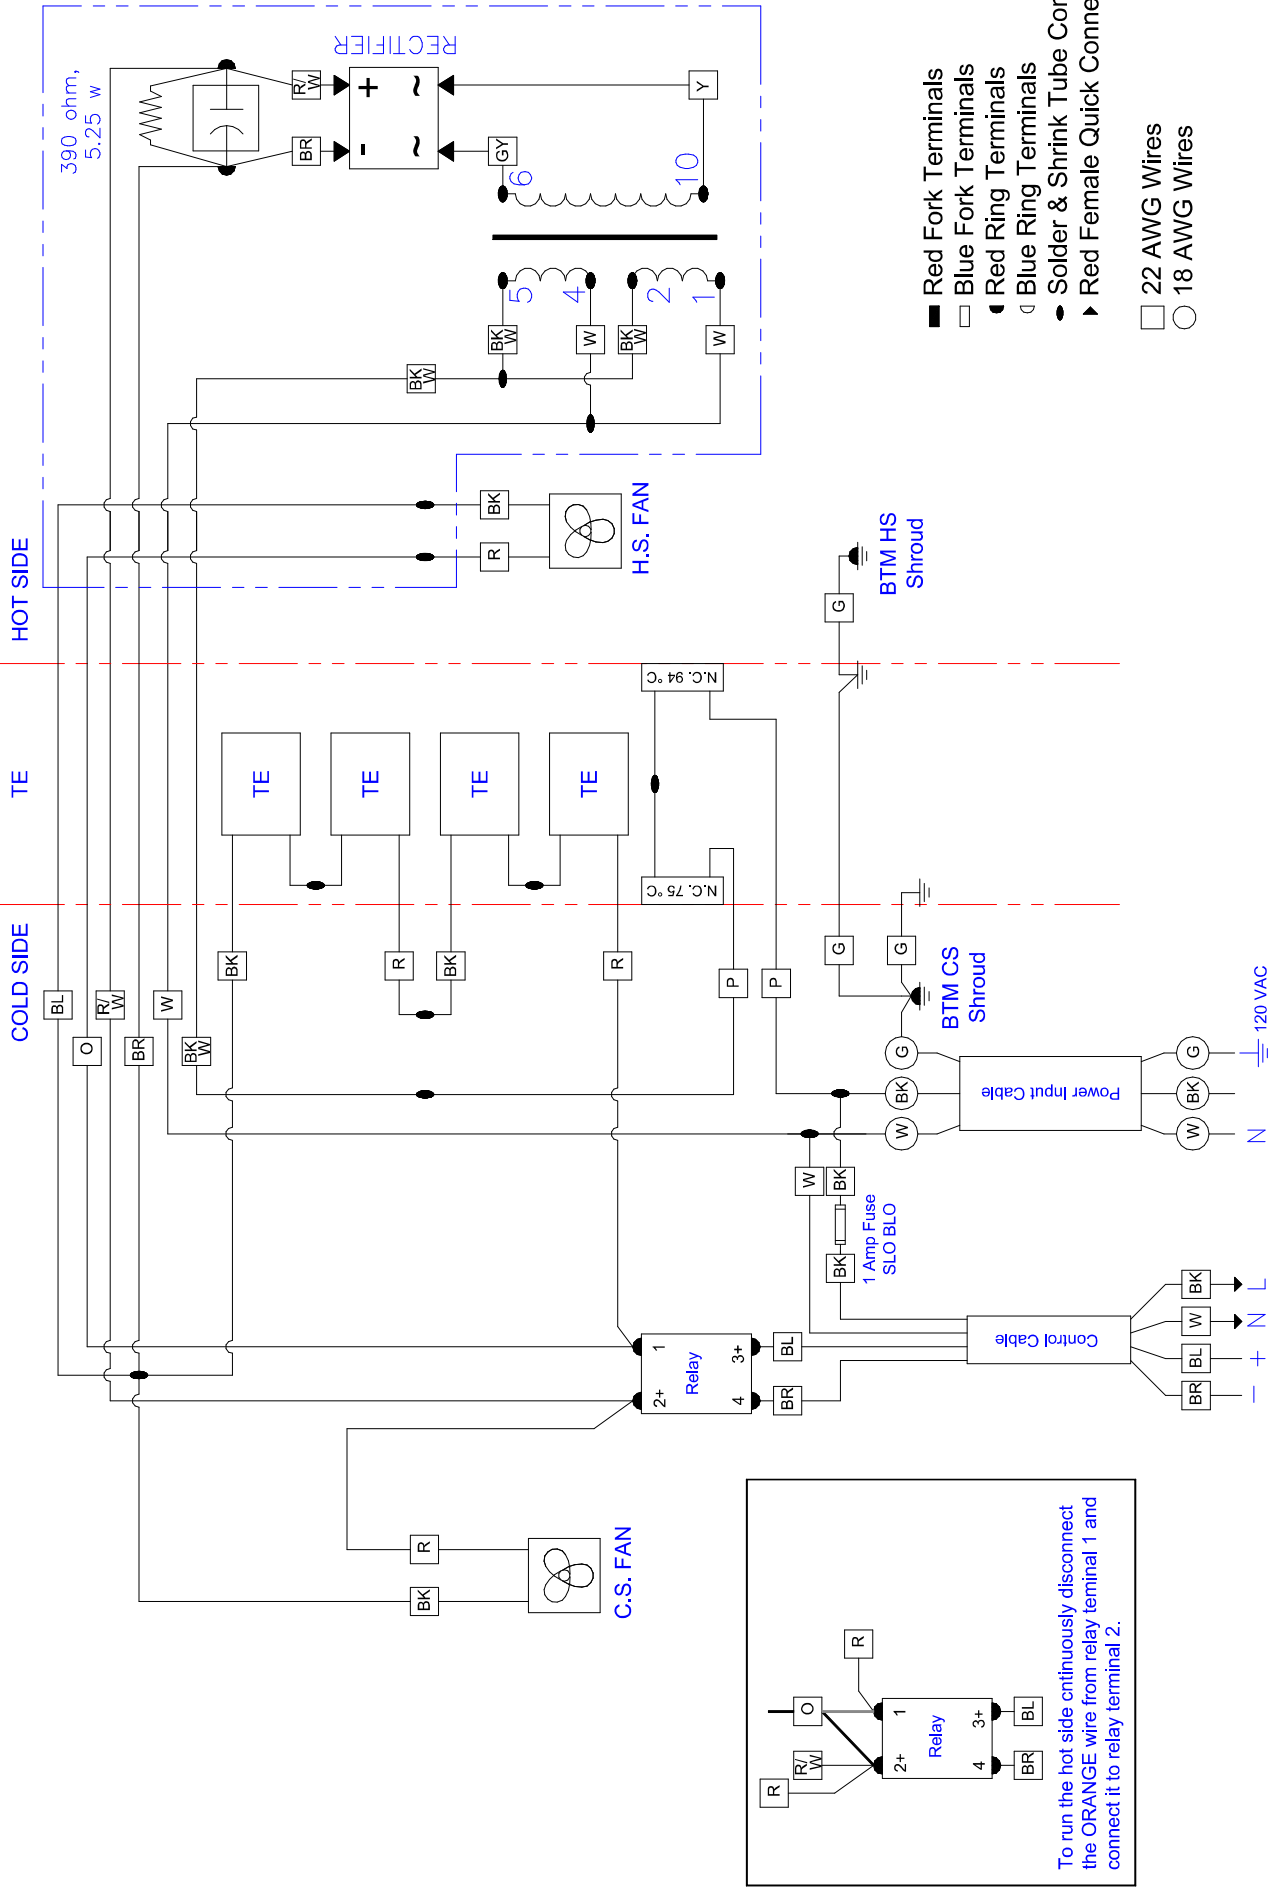 COLD SIDE
TE
HOT SIDE
390 ohm,
5.25 w
RECTIFIER
BL
O
R/
W
BR
W
BK
W
BR
R/
W
-
+
~
~
GY
Y
6
10
5
4
2
1
BK
W
W
BK
W
W
BK
W
R
BK
H.S. FAN
TE
TE
TE
TE
BK
R
BK
R
N.C. 75 °C
N.C. 94 °C
P
P
G
BTM HS
Shroud
G
G
BTM CS
Shroud
W
BK
G
Power Input Cable
W
BK
G
N
120 VAC
W
BK
BK
1 Amp Fuse
SLO BLO
Control Cable
BR
BL
W
BK
–
+
N
L
2+
1
Relay
4
3+
BR
BL
BK
R
C.S. FAN
R
R/
W
O
R
2+
1
Relay
4
3+
BR
BL
To run the hot side cntinuously disconnect
the ORANGE wire from relay teminal 1 and
connect it to relay terminal 2.
Red Fork Terminals
Blue Fork Terminals
Red Ring Terminals
Blue Ring Terminals
Solder & Shrink Tube Con
Red Female Quick Conne
22 AWG Wires
18 AWG Wires